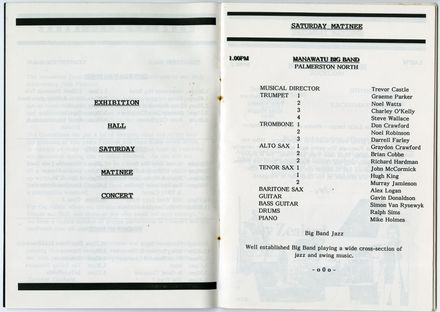 EXHIBITION
HALL
SATURDAY
MATINEE
CONCERT
SATURDAY MATINEE
1.00PM MANAWATU BIG BAND
PALMERSTON NORTH
MUSICAL DIRECTOR Trevor Castle
TRUMPET 1 Graeme Parker
2 Noel Watts
3 Charley O'Kelly
4 Steve Wallace
TROMBONE 1 Don Crawford
2 Noel Robinson
3 Darrell Farley
ALTO SAX 1 Graydon Crawford
2 Brian Cobbe
2 Richard Hardman
TENOR SAX 1 John McCormick
1 Hugh King
2 Murray Jamieson
BARITONE SAX Alex Logan
GUITAR Gavin Donaldson
BASS GUITAR Simon Van Rysewyk
DRUMS Ralph Sims
PIANO Mike Holmes
Big Band Jazz
Well established Big Band playing a wide cross-section of
jazz and swing music.
- o0o -